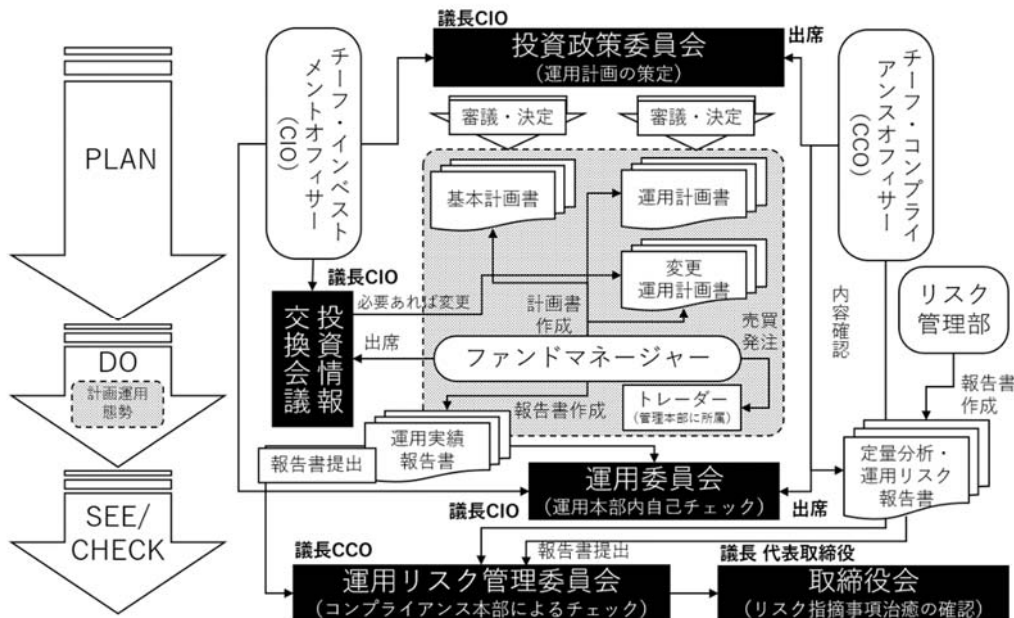 議長CIO
投資政策委員会
(運用計画の策定)
出席
チーフ・インベスト
メントオフィサー
(CIO)
チーフ・コンプライ
アンスオフィサー
(CCO)
PLAN
審議・決定
審議・決定
基本計画書
運用計画書
変更
運用計画書
議長CIO
必要あれば変更
計画書
作成
売買
発注
内容確認
リスク
管理部
投資情報
交換会議
出席
ファンドマネージャー
DO
計画運用
態勢
報告書作成
トレーダー
(管理本部に所属)
報告書
作成
運用実績
報告書
報告書提出
定量分析・
運用リスク
報告書
運用委員会
(運用本部内自己チェック)
議長CIO
出席
SEE/
CHECK
議長CCO
報告書提出
議長 代表取締役
運用リスク管理委員会
(コンプライアンス本部によるチェック)
取締役会
(リスク指摘事項治癒の確認)